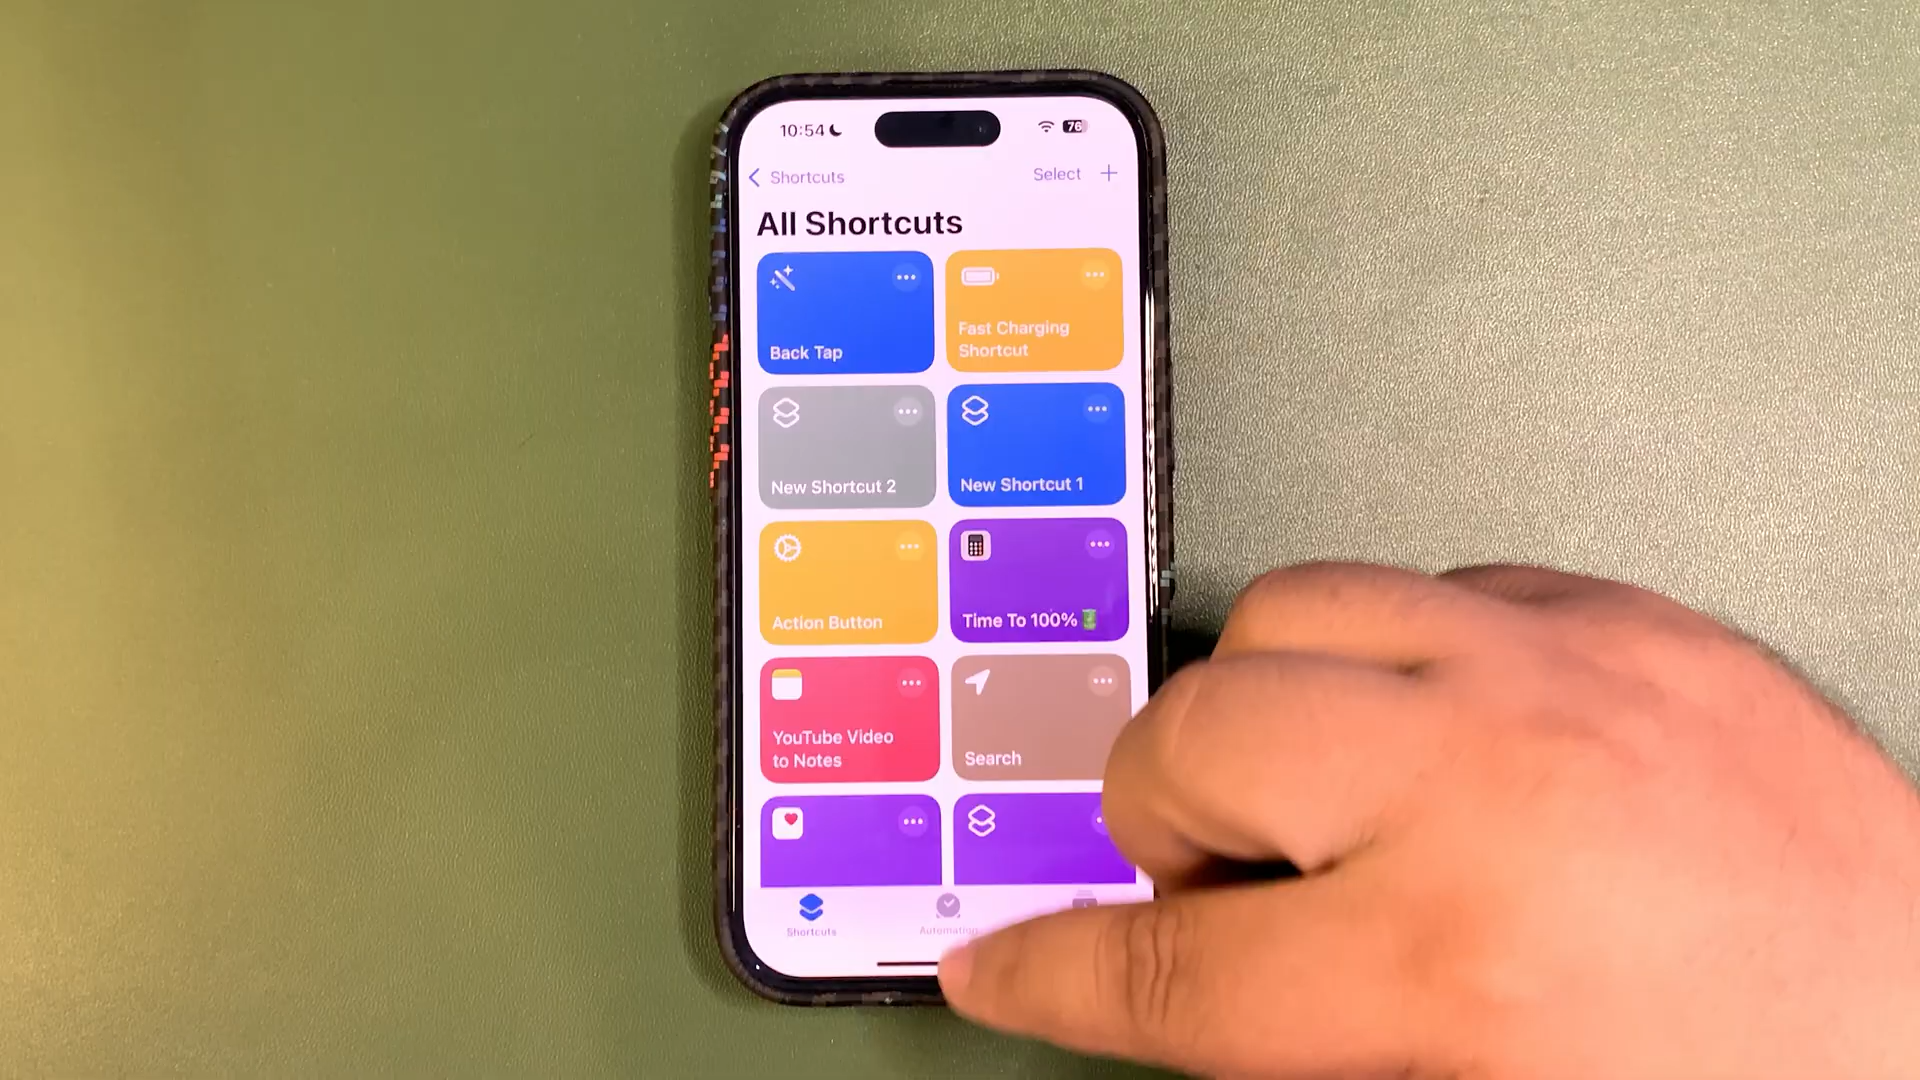 10:54
76
Shortcuts
Select +
All Shortcuts
Back Tap
Fast Charging
Shortcut
New Shortcut 2
New Shortcut 1
Action Button
Time To 100%
YouTube Video
to Notes
Search
Shortcuts
Automation